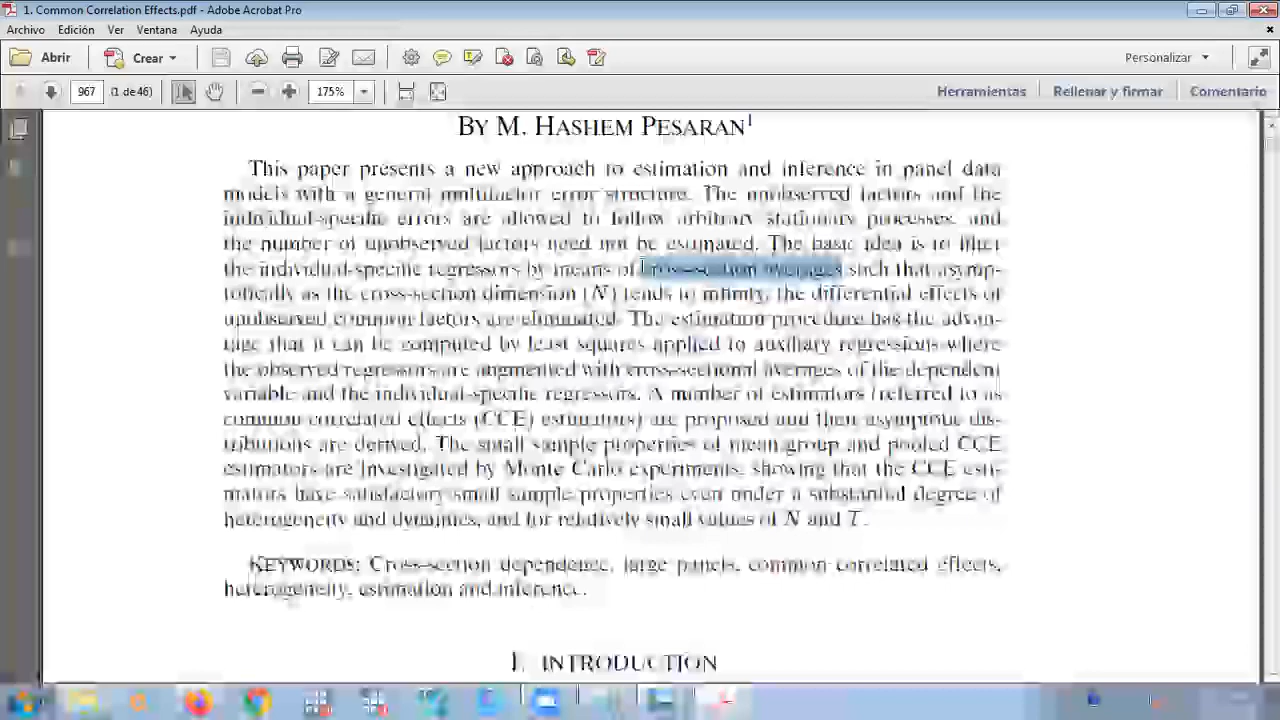 1. Common Correlation Effects.pdf - Adobe Acrobat Pro
Archivo Edición Ver Ventana Ayuda
Abrir Crear Personalizar
967 (1 de 46) 175% Herramientas Rellenar y firmar Comentario
BY M. HASHEM PESARAN1
This paper presents a new approach to estimation and inference in panel data
models with a general multifactor error structure. The unobserved factors and the
individual-specific errors are allowed to follow arbitrary stationary processes, and
the number of unobserved factors need not be estimated. The basic idea is to filter
the individual-specific regressors by means of cross-section averages such that asymp-
totically as the cross-section dimension (N) tends to infinity, the differential effects of
unobserved common factors are eliminated. The estimation procedure has the advan-
tage that it can be computed by least squares applied to auxiliary regressions where
the observed regressors are augmented with cross-sectional averages of the dependent
variable and the individual-specific regressors. A number of estimators (referred to as
common correlated effects (CCE) estimators) are proposed and their asymptotic dis-
tributions are derived. The small sample properties of mean group and pooled CCE
estimators are investigated by Monte Carlo experiments, showing that the CCE esti-
mators have satisfactory small sample properties even under a substantial degree of
heterogeneity and dynamics, and for relatively small values of N and T.
KEYWORDS: Cross-section dependence, large panels, common correlated effects,
heterogeneity, estimation and inference.
1. INTRODUCTION